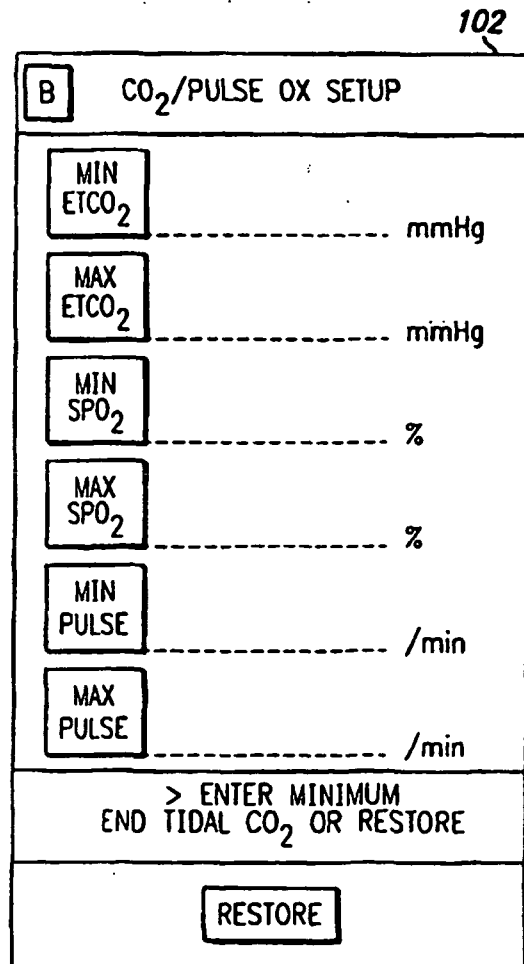 102
B CO₂/PULSE OX SETUP
MIN
ETCO₂
------------------ mmHg
MAX
ETCO₂
------------------ mmHg
MIN
SPO₂
------------------ %
MAX
SPO₂
------------------ %
MIN
PULSE
------------------ /min
MAX
PULSE
------------------ /min
> ENTER MINIMUM
END TIDAL CO₂ OR RESTORE
RESTORE